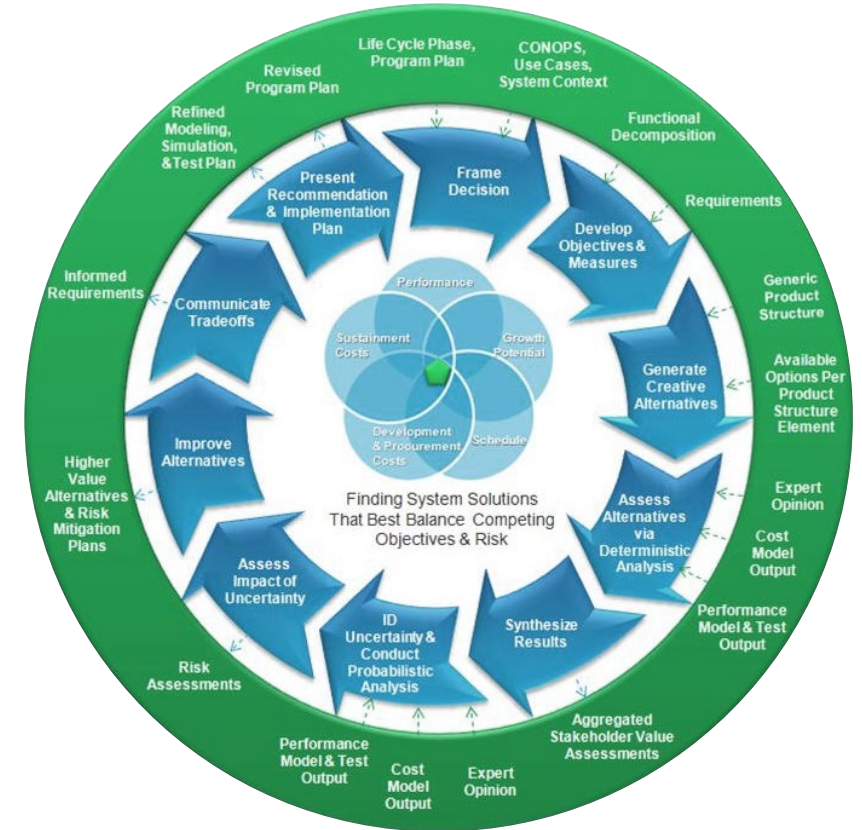 Life Cycle Phase,
Program Plan
CONOPS,
Use Cases,
System Context
Functional
Decomposition
Requirements
Generic
Product
Structure
Available
Options Per
Product
Structure
Element
Expert
Opinion
Cost
Model
Output
Performance
Model & Test
Output
Aggregated
Stakeholder Value
Assessments
Expert
Opinion
Cost
Model
Output
Performance
Model & Test
Output
Risk
Assessments
Higher
Value
Alternatives
& Risk
Mitigation
Plans
Informed
Requirements
Refined
Modeling,
Simulation,
& Test Plan
Revised
Program Plan
Frame
Decision
Develop
Objectives &
Measures
Generate
Creative
Alternatives
Assess
Alternatives
via
Deterministic
Analysis
Synthesize
Results
ID
Uncertainty &
Conduct
Probabilistic
Analysis
Assess
Impact of
Uncertainty
Improve
Alternatives
Communicate
Tradeoffs
Present
Recommendation
& Implementation
Plan
Performance
Growth
Potential
Schedule
Development
& Procurement
Costs
Sustainment
Costs
Finding System Solutions
That Best Balance Competing
Objectives & Risk